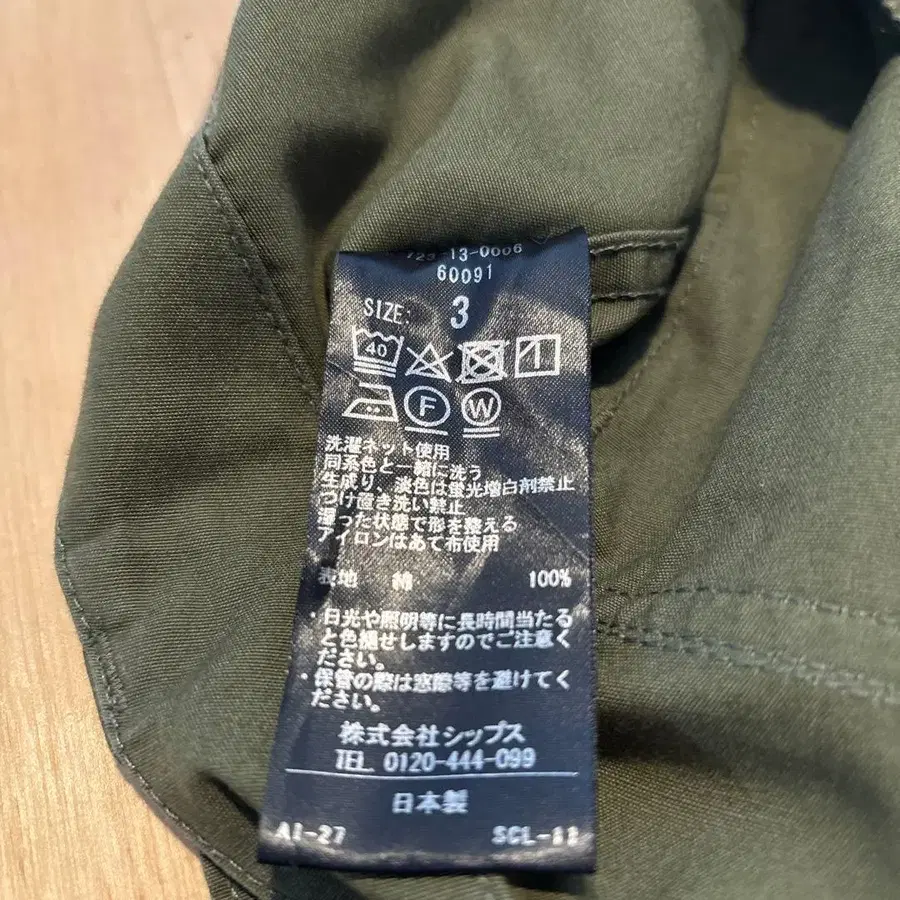 723-13-0006
60091
SIZE: 3
40
F W
洗濯ネット使用
同系色と一緒に洗う
生成り、淡色は蛍光増白剤禁止
つけ置き洗い禁止
湿った状態で形を整える
アイロンはあて布使用
表地 綿 100%
・日光や照明等に長時間当たる
と色褪せしますのでご注意く
ださい。
・保管の際は窓際等を避けてく
ださい。
株式会社シップス
TEL. 0120-444-099
日本製
AI-27 SCL-11